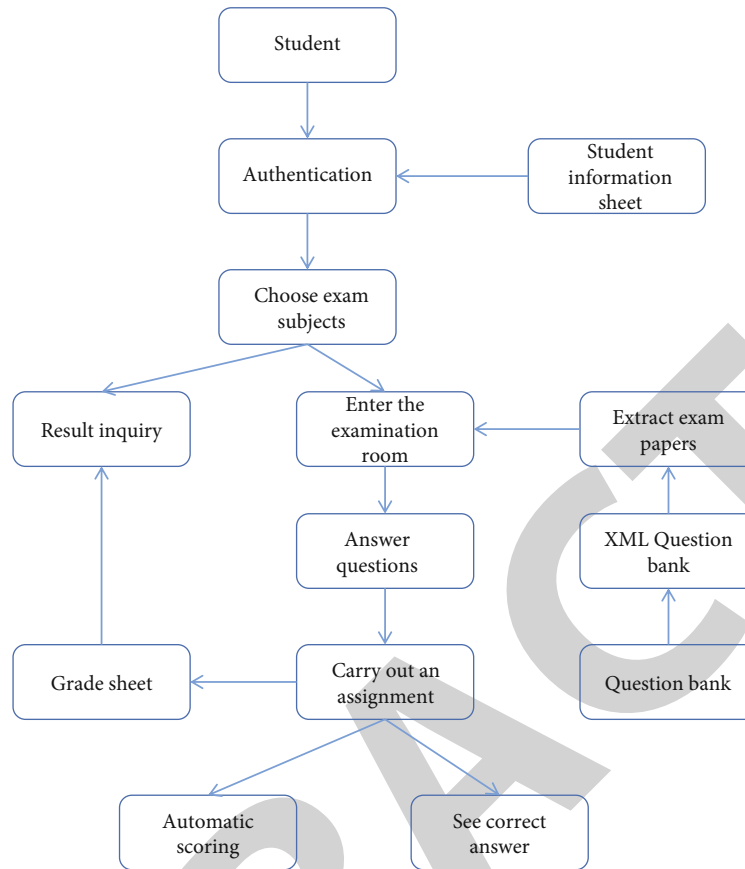 Student
Authentication
Student
information
sheet
Choose exam
subjects
Result inquiry
Enter the
examination
room
Extract exam
papers
Answer
questions
XML Question
bank
Grade sheet
Carry out an
assignment
Question bank
Automatic
scoring
See correct
answer